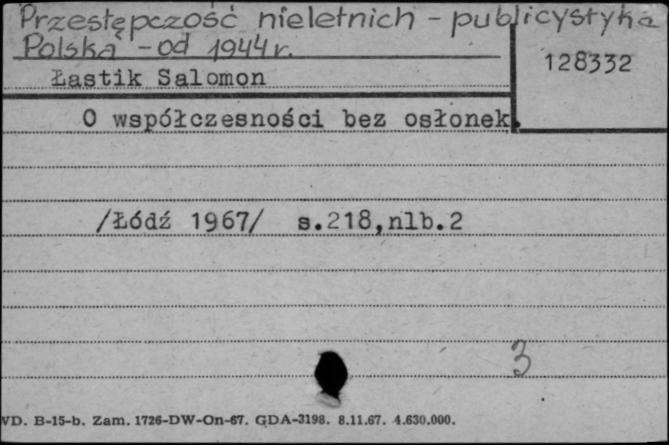 Przestępczość nieletnich - publicystyka
Polska - od 1944 r.
128332
Łastik Salomon
O współczesności bez osłonek.
/Łódź 1967/ s.218,nlb.2
3
WD. B-15-b. Zam. 1726-DW-On-67. GDA-3198. 8.11.67. 4.630.000.